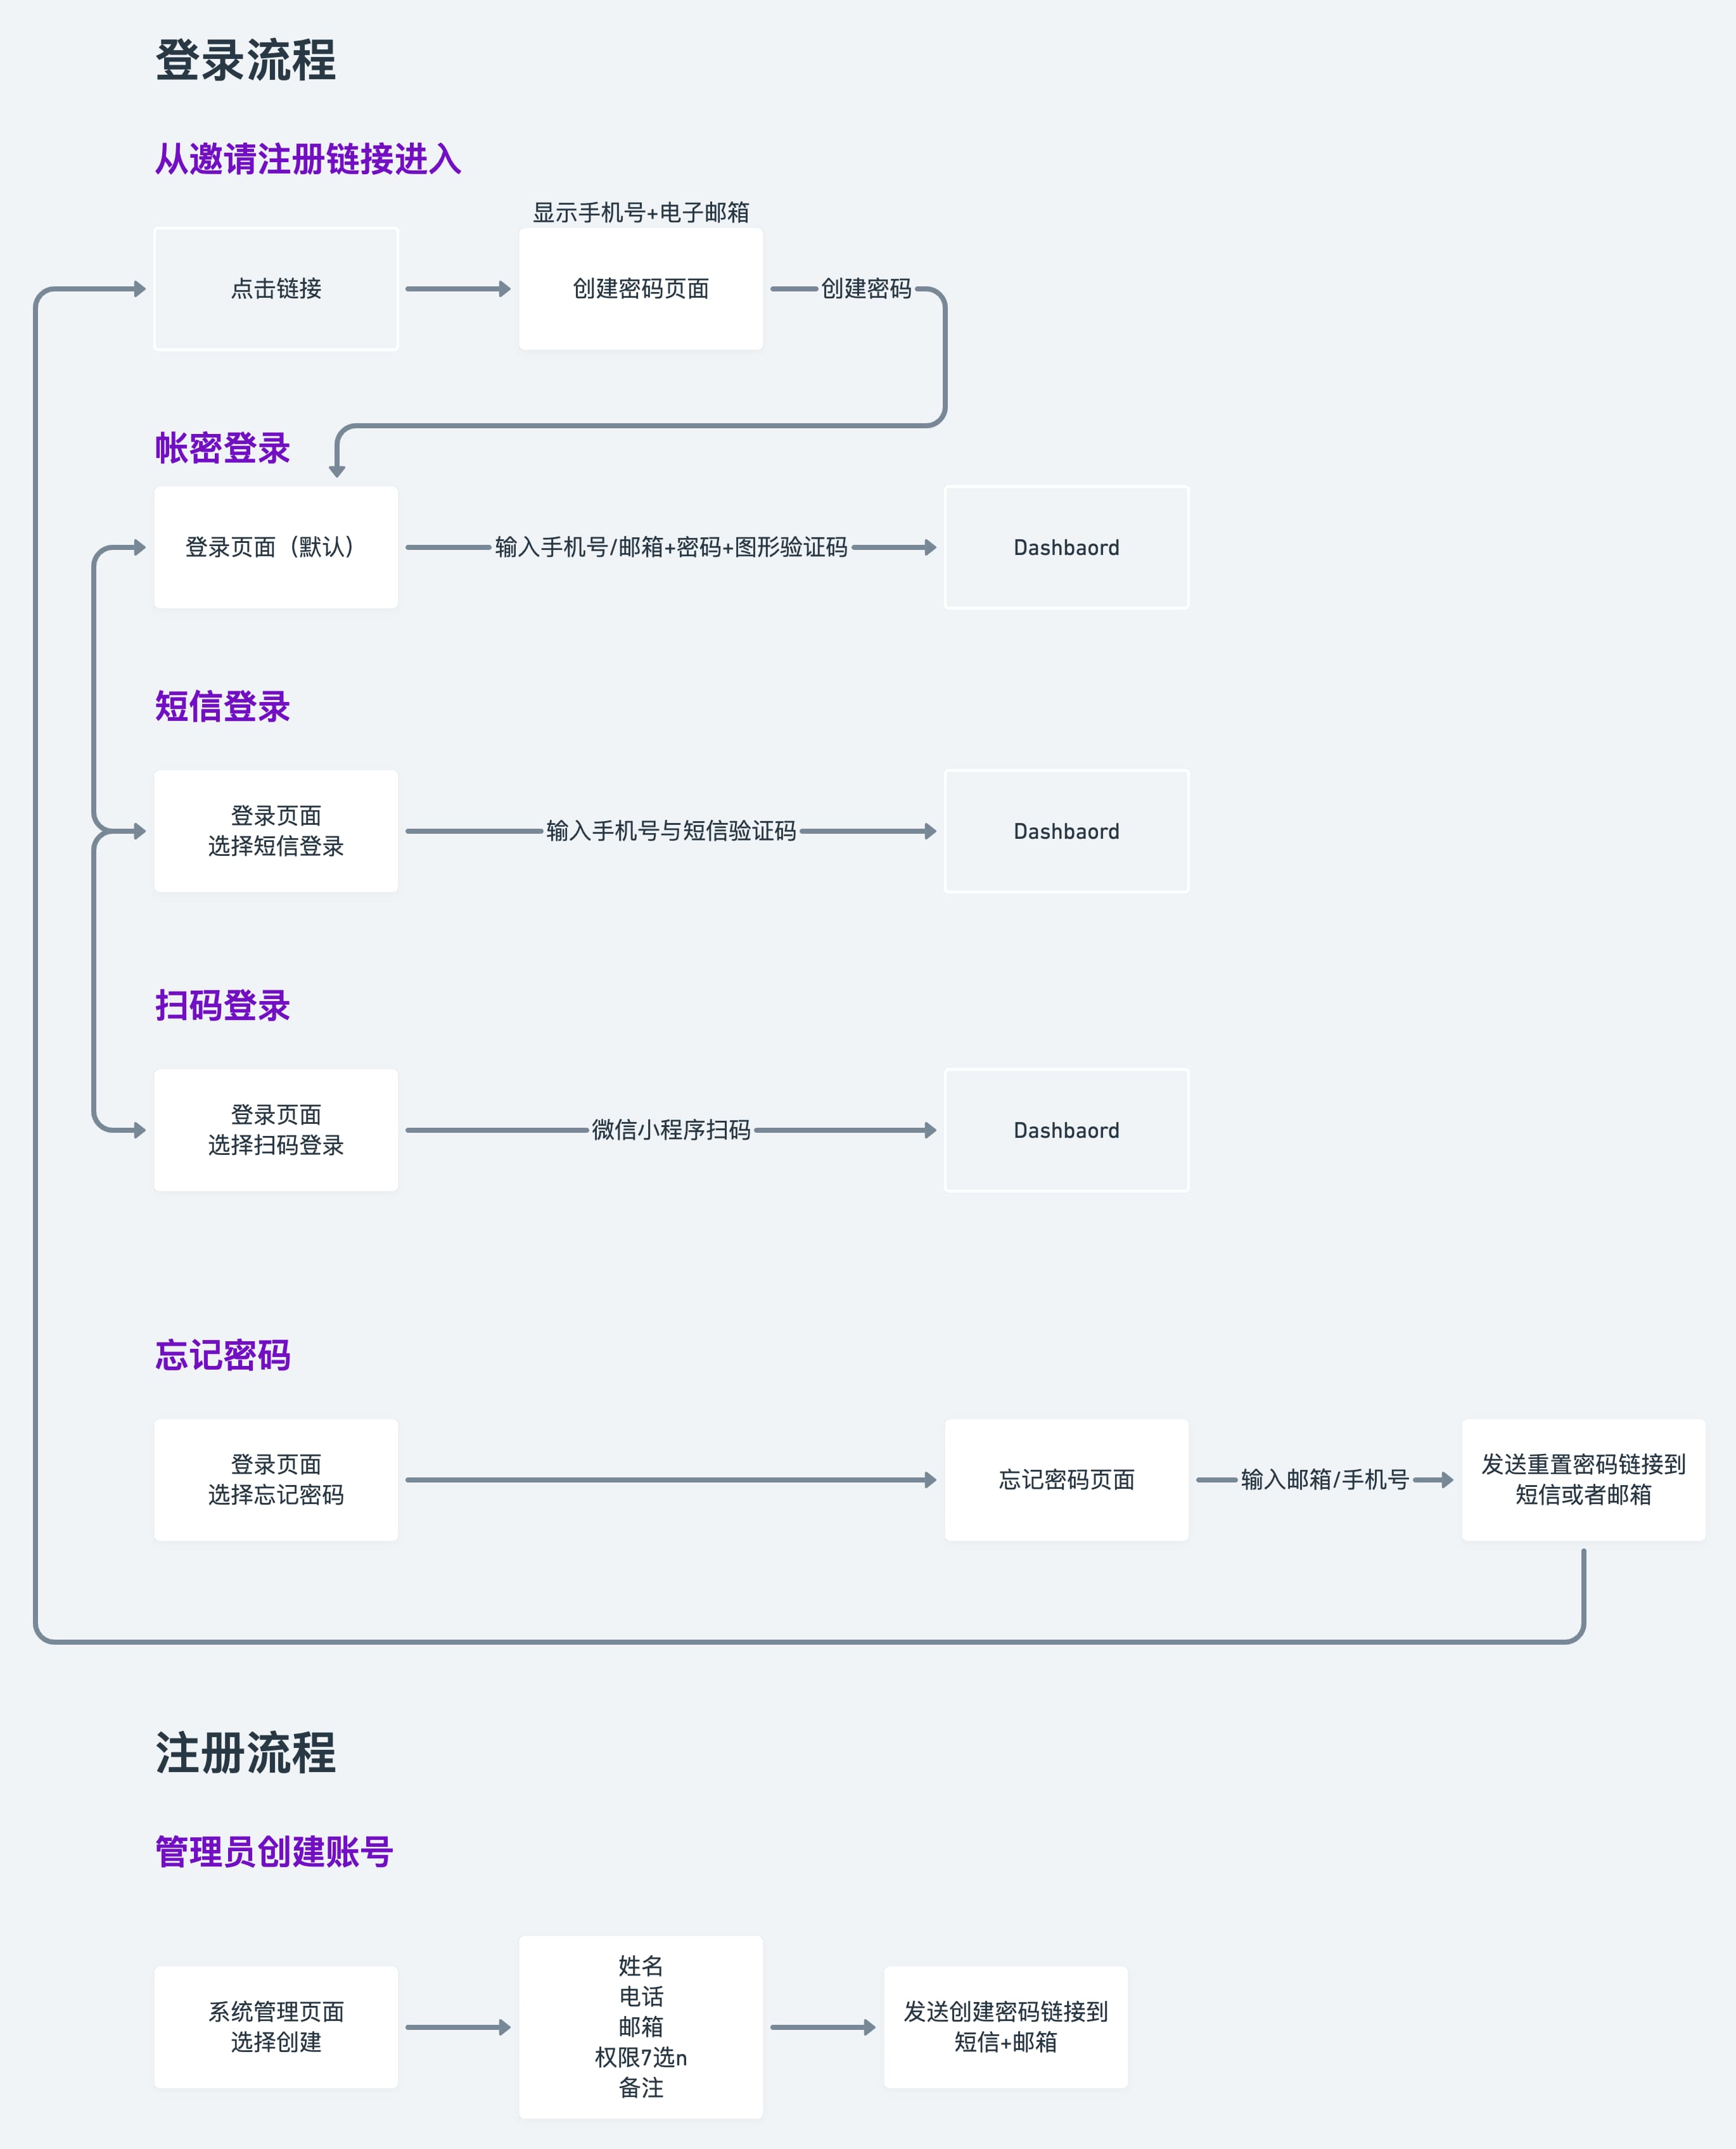 登录流程
从邀请注册链接进入
显示手机号+电子邮箱
点击链接
创建密码页面
创建密码
帐密登录
登录页面（默认）
输入手机号/邮箱+密码+图形验证码
Dashbaord
短信登录
登录页面
选择短信登录
输入手机号与短信验证码
Dashbaord
扫码登录
登录页面
选择扫码登录
微信小程序扫码
Dashbaord
忘记密码
登录页面
选择忘记密码
忘记密码页面
输入邮箱/手机号
发送重置密码链接到
短信或者邮箱
注册流程
管理员创建账号
系统管理页面
选择创建
姓名
电话
邮箱
权限7选n
备注
发送创建密码链接到
短信+邮箱